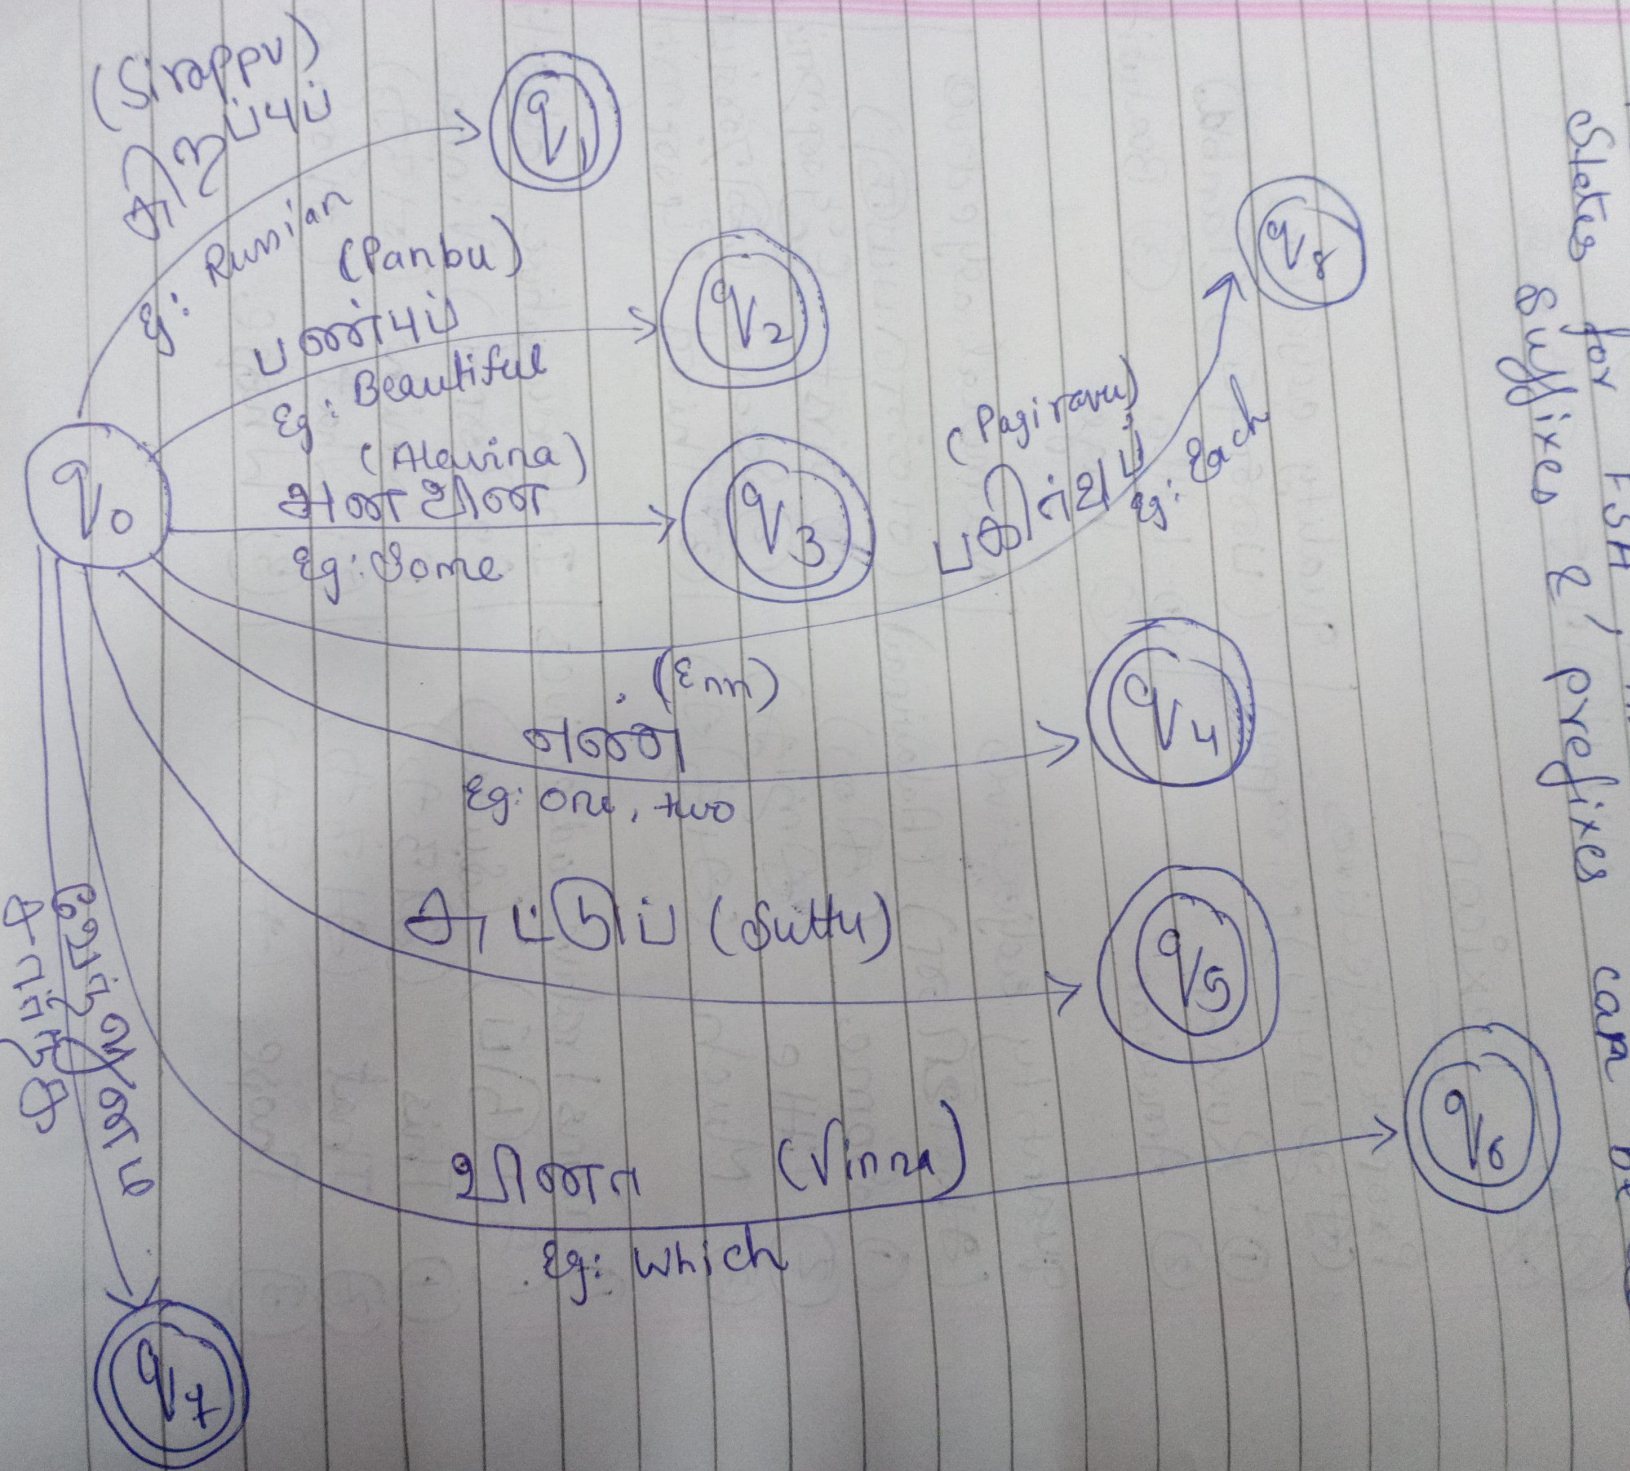 (Sirappu)
சிறப்புப்
q1
Eg: Russian
(Panbu)
பண்புப்
q2
Eg: Beautiful
(Alavina)
அளவின
q0
q3
Eg: Some
(Pagiravu)
q8
Eg: Each
(Enn)
எண்ண
q4
Eg: one, two
சுட்டுப் (Suttu)
q5
வினா (Vinna)
q6
Eg: which
q7
States for FSA,
Suffixes & prefixes can be